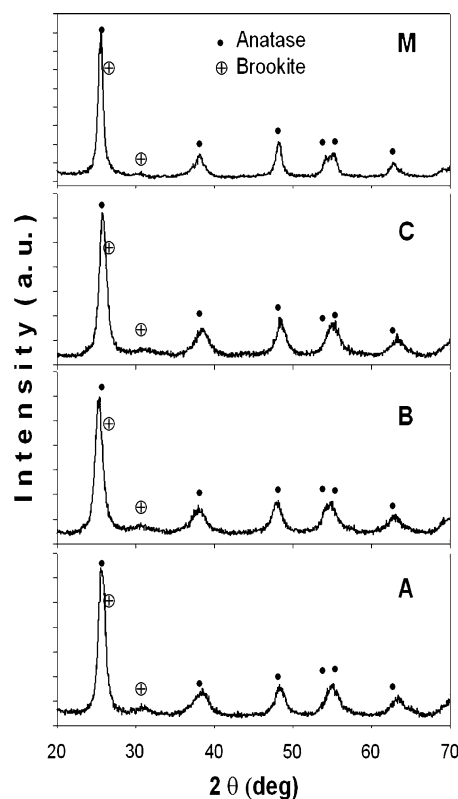 M
Anatase
Brookite
C
B
A
Intensity (a.u.)
20 30 40 50 60 70
2 θ (deg)